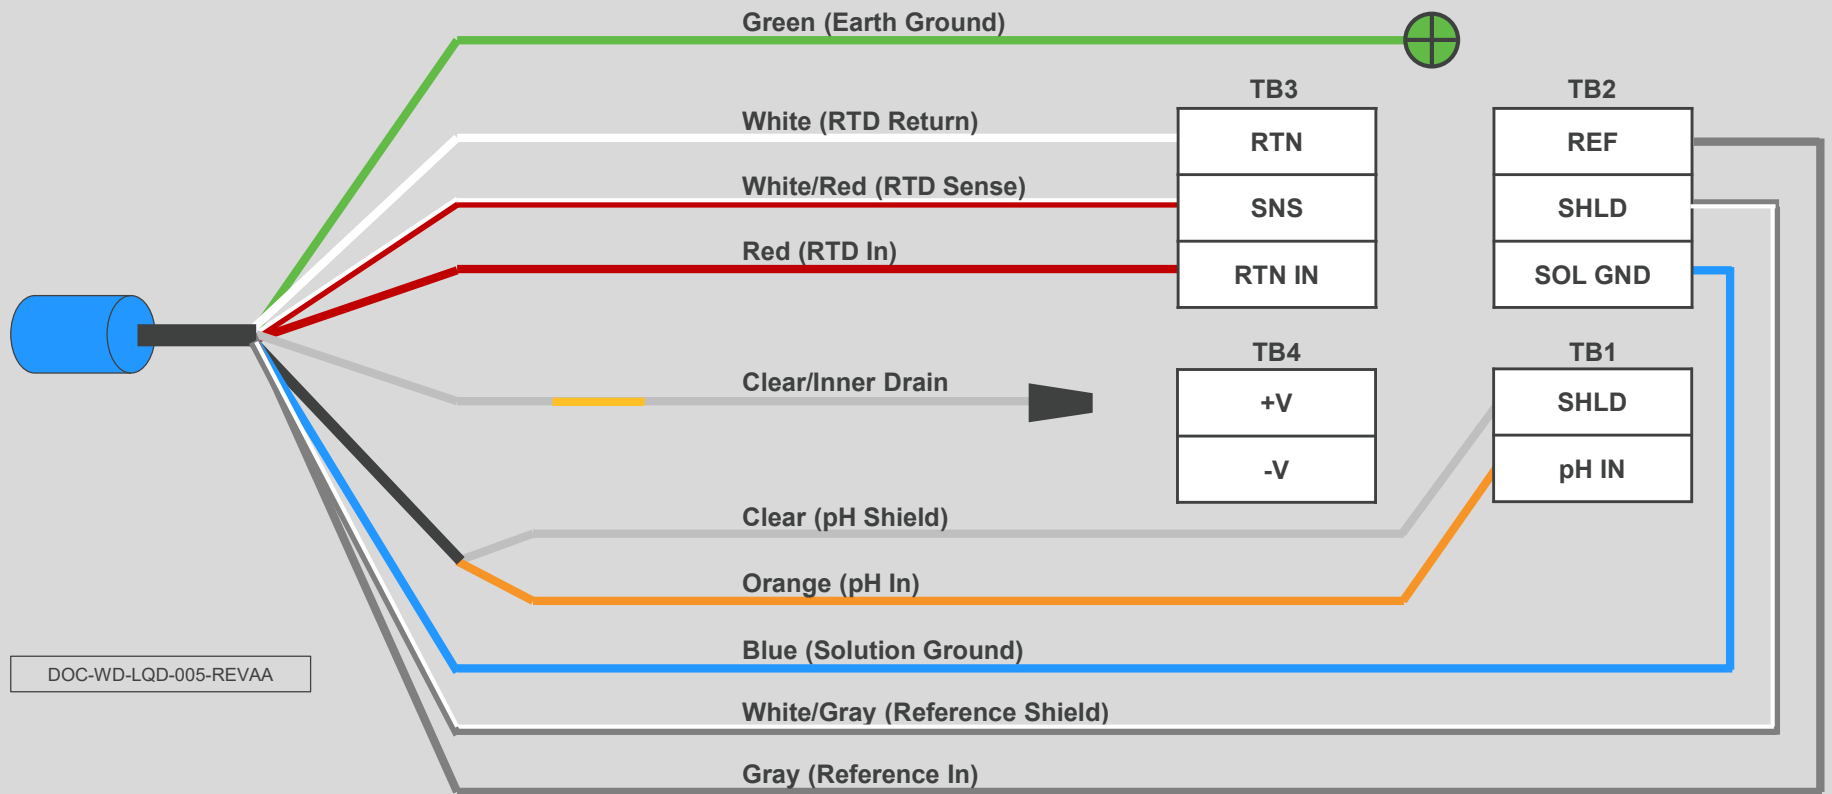 Green (Earth Ground)
TB3
TB2
White (RTD Return)
RTN
REF
White/Red (RTD Sense)
SNS
SHLD
Red (RTD In)
RTN IN
SOL GND
TB4
TB1
Clear/Inner Drain
+V
SHLD
-V
pH IN
Clear (pH Shield)
Orange (pH In)
Blue (Solution Ground)
DOC-WD-LQD-005-REVAA
White/Gray (Reference Shield)
Gray (Reference In)